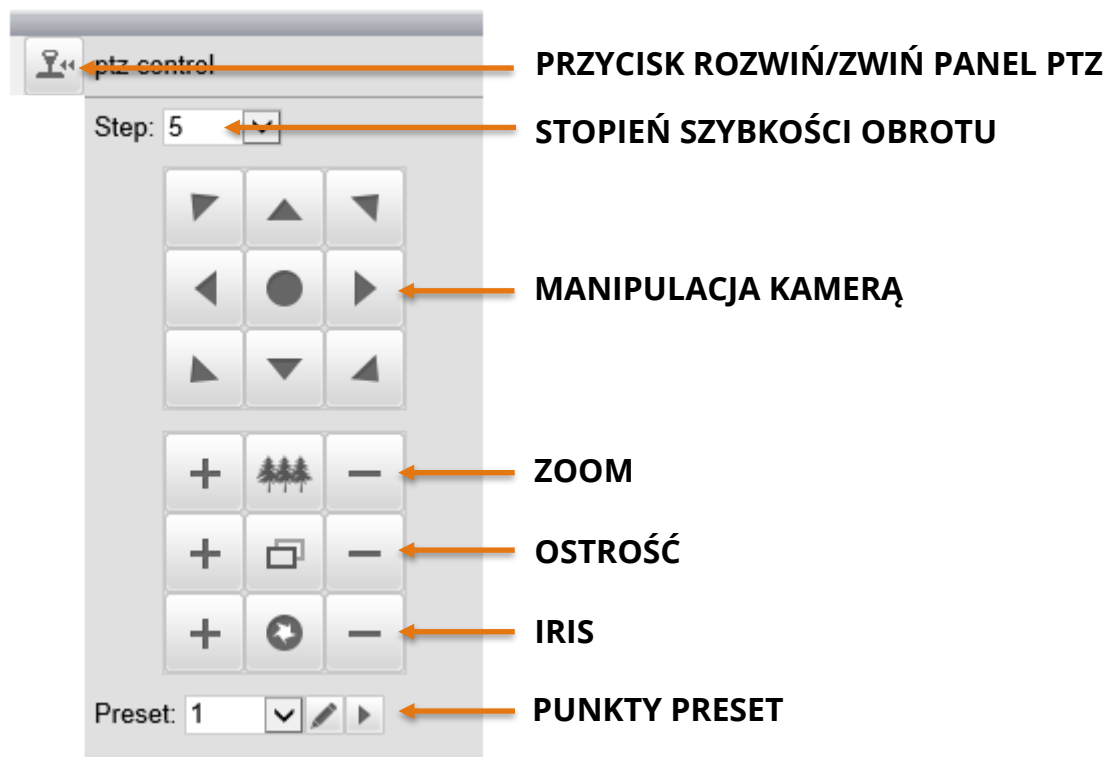 ptz control
PRZYCISK ROZWIŃ/ZWIŃ PANEL PTZ
Step: 5
STOPIEŃ SZYBKOŚCI OBROTU
MANIPULACJA KAMERĄ
ZOOM
OSTROŚĆ
IRIS
Preset: 1
PUNKTY PRESET